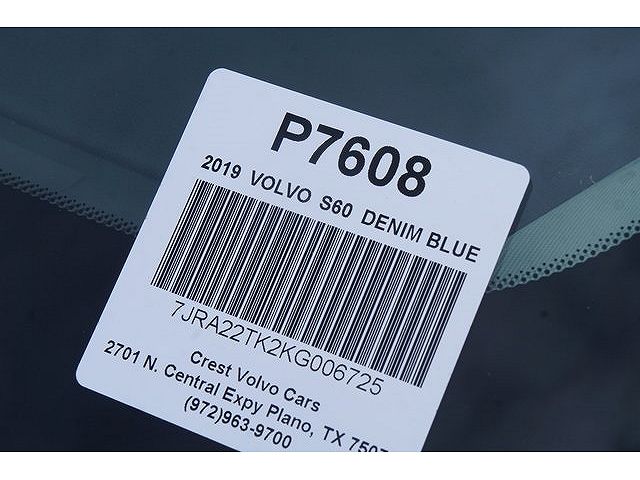 P7608
2019 VOLVO S60 DENIM BLUE
7JRA22TK2KG006725
Crest Volvo Cars
2701 N. Central Expy Plano, TX
(972)963-9700